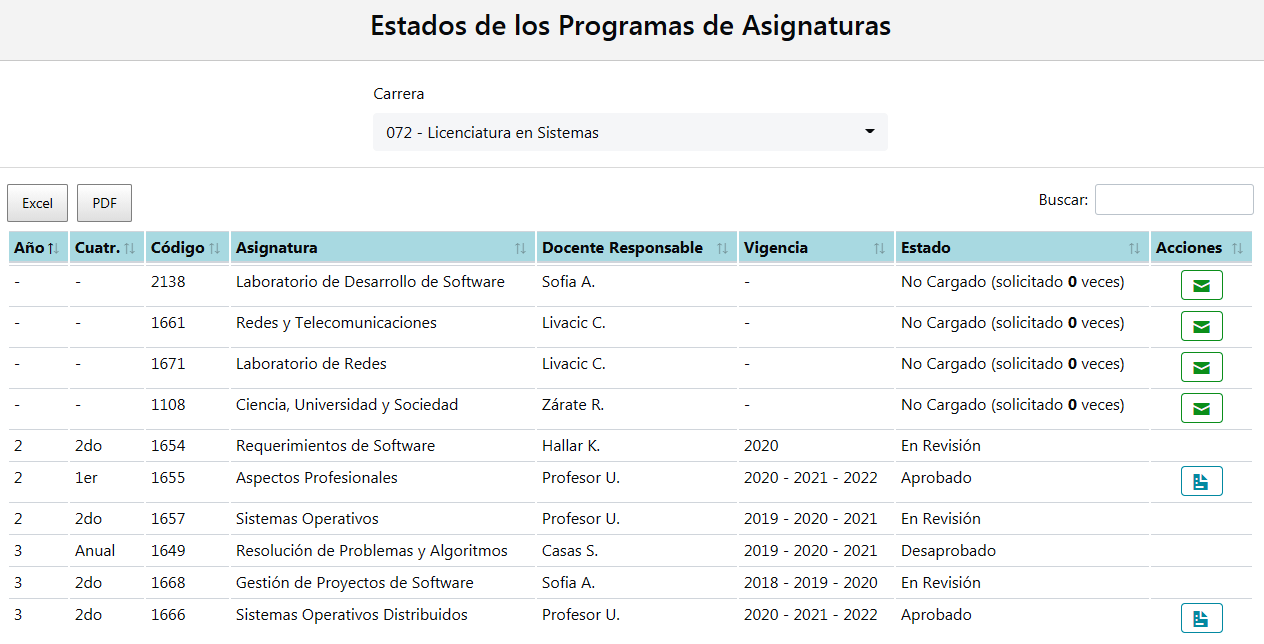 Estados de los Programas de Asignaturas
Carrera
072 - Licenciatura en Sistemas
Excel PDF Buscar:
Año Cuatr. Código Asignatura Docente Responsable Vigencia Estado Acciones
- - 2138 Laboratorio de Desarrollo de Software Sofia A. - No Cargado (solicitado 0 veces)
- - 1661 Redes y Telecomunicaciones Livacic C. - No Cargado (solicitado 0 veces)
- - 1671 Laboratorio de Redes Livacic C. - No Cargado (solicitado 0 veces)
- - 1108 Ciencia, Universidad y Sociedad Zárate R. - No Cargado (solicitado 0 veces)
2 2do 1654 Requerimientos de Software Hallar K. 2020 En Revisión
2 1er 1655 Aspectos Profesionales Profesor U. 2020 - 2021 - 2022 Aprobado
2 2do 1657 Sistemas Operativos Profesor U. 2019 - 2020 - 2021 En Revisión
3 Anual 1649 Resolución de Problemas y Algoritmos Casas S. 2019 - 2020 - 2021 Desaprobado
3 2do 1668 Gestión de Proyectos de Software Sofia A. 2018 - 2019 - 2020 En Revisión
3 2do 1666 Sistemas Operativos Distribuidos Profesor U. 2020 - 2021 - 2022 Aprobado